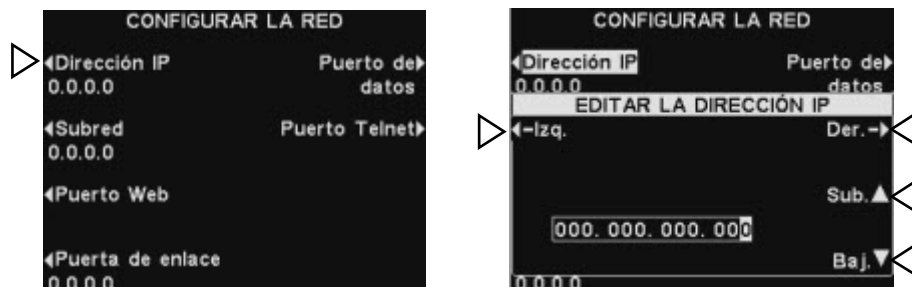 CONFIGURAR LA RED
Dirección IP
0.0.0.0
Puerto de
datos
Subred
0.0.0.0
Puerto Telnet
Puerto Web
Puerta de enlace
0.0.0.0
CONFIGURAR LA RED
Dirección IP
0.0.0.0
Puerto de
datos
EDITAR LA DIRECCIÓN IP
-Izq.
Der.-
Sub.
000. 000. 000. 000
Baj.
0.0.0.0